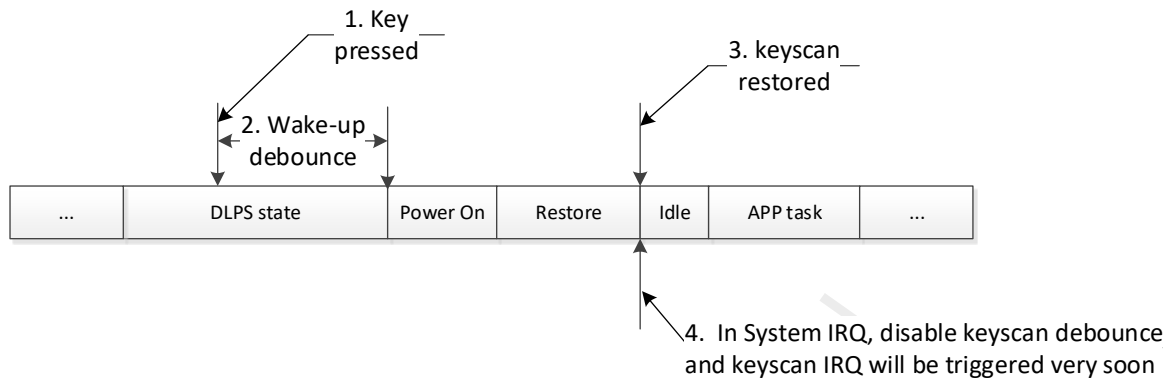 1. Key
pressed
3. keyscan
restored
2. Wake-up
debounce
...
DLPS state
Power On
Restore
Idle
APP task
...
4.  In System IRQ, disable keyscan debounce
and keyscan IRQ will be triggered very soon